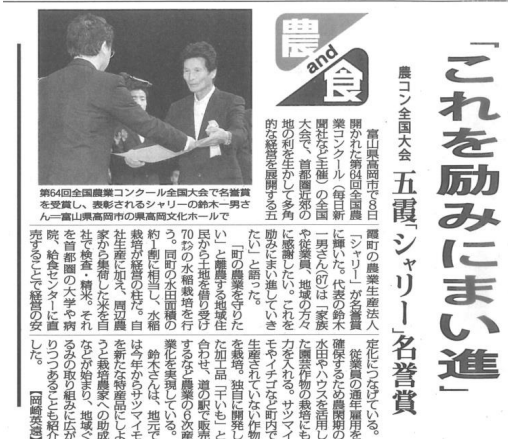 「これを励みにまい進」
農コン全国大会
五霞「シャリー」名誉賞
農
and
食
富山県高岡市で８日
開かれた第64回全国農
業コンクール（毎日新
聞社など主催）の全国
大会で、首都圏近郊の
地の利を生かして多角
的な経営を展開する五
霞町の農業生産法人
「シャリー」が名誉賞
に輝いた。代表の鈴木
一男さん(67)は「家族
や従業員、地域の方々
に感謝したい。これを
励みにまい進していき
たい」と語った。
「町の農業を守りた
い」と離農する地域住
民から土地を借り受け
70㌶の水稲栽培を行
う。同町の水田面積の
約１割に相当し、水稲
栽培が経営の柱だ。自
社生産に加え、周辺農
家から集荷した米を自
社で検査・精米。それ
を首都圏の大学や病
院、給食センターに直
売することで経営の安
定化につなげている。
従業員の通年雇用を
確保するため農閑期の
水田やハウスを活用し
た園芸作物の栽培にも
力を入れる。サツマイ
モやイチゴなど町内で
生産されていない作物
を栽培。独自に開発し
た加工品「干いも」と
合わせ、道の駅で販売
するなど農業の６次産
業化を実現している。
鈴木さんは、地元で
は今年からサツマイモ
を新たな特産品にしよ
うと栽培農家への助成
などが始まり、地域ぐ
るみの取り組みに広が
りつつあることも紹介
した。【岡崎英遠】
第64回全国農業コンクール全国大会で名誉賞
を受賞し、表彰されるシャリーの鈴木一男さ
ん＝富山県高岡市の県高岡文化ホールで